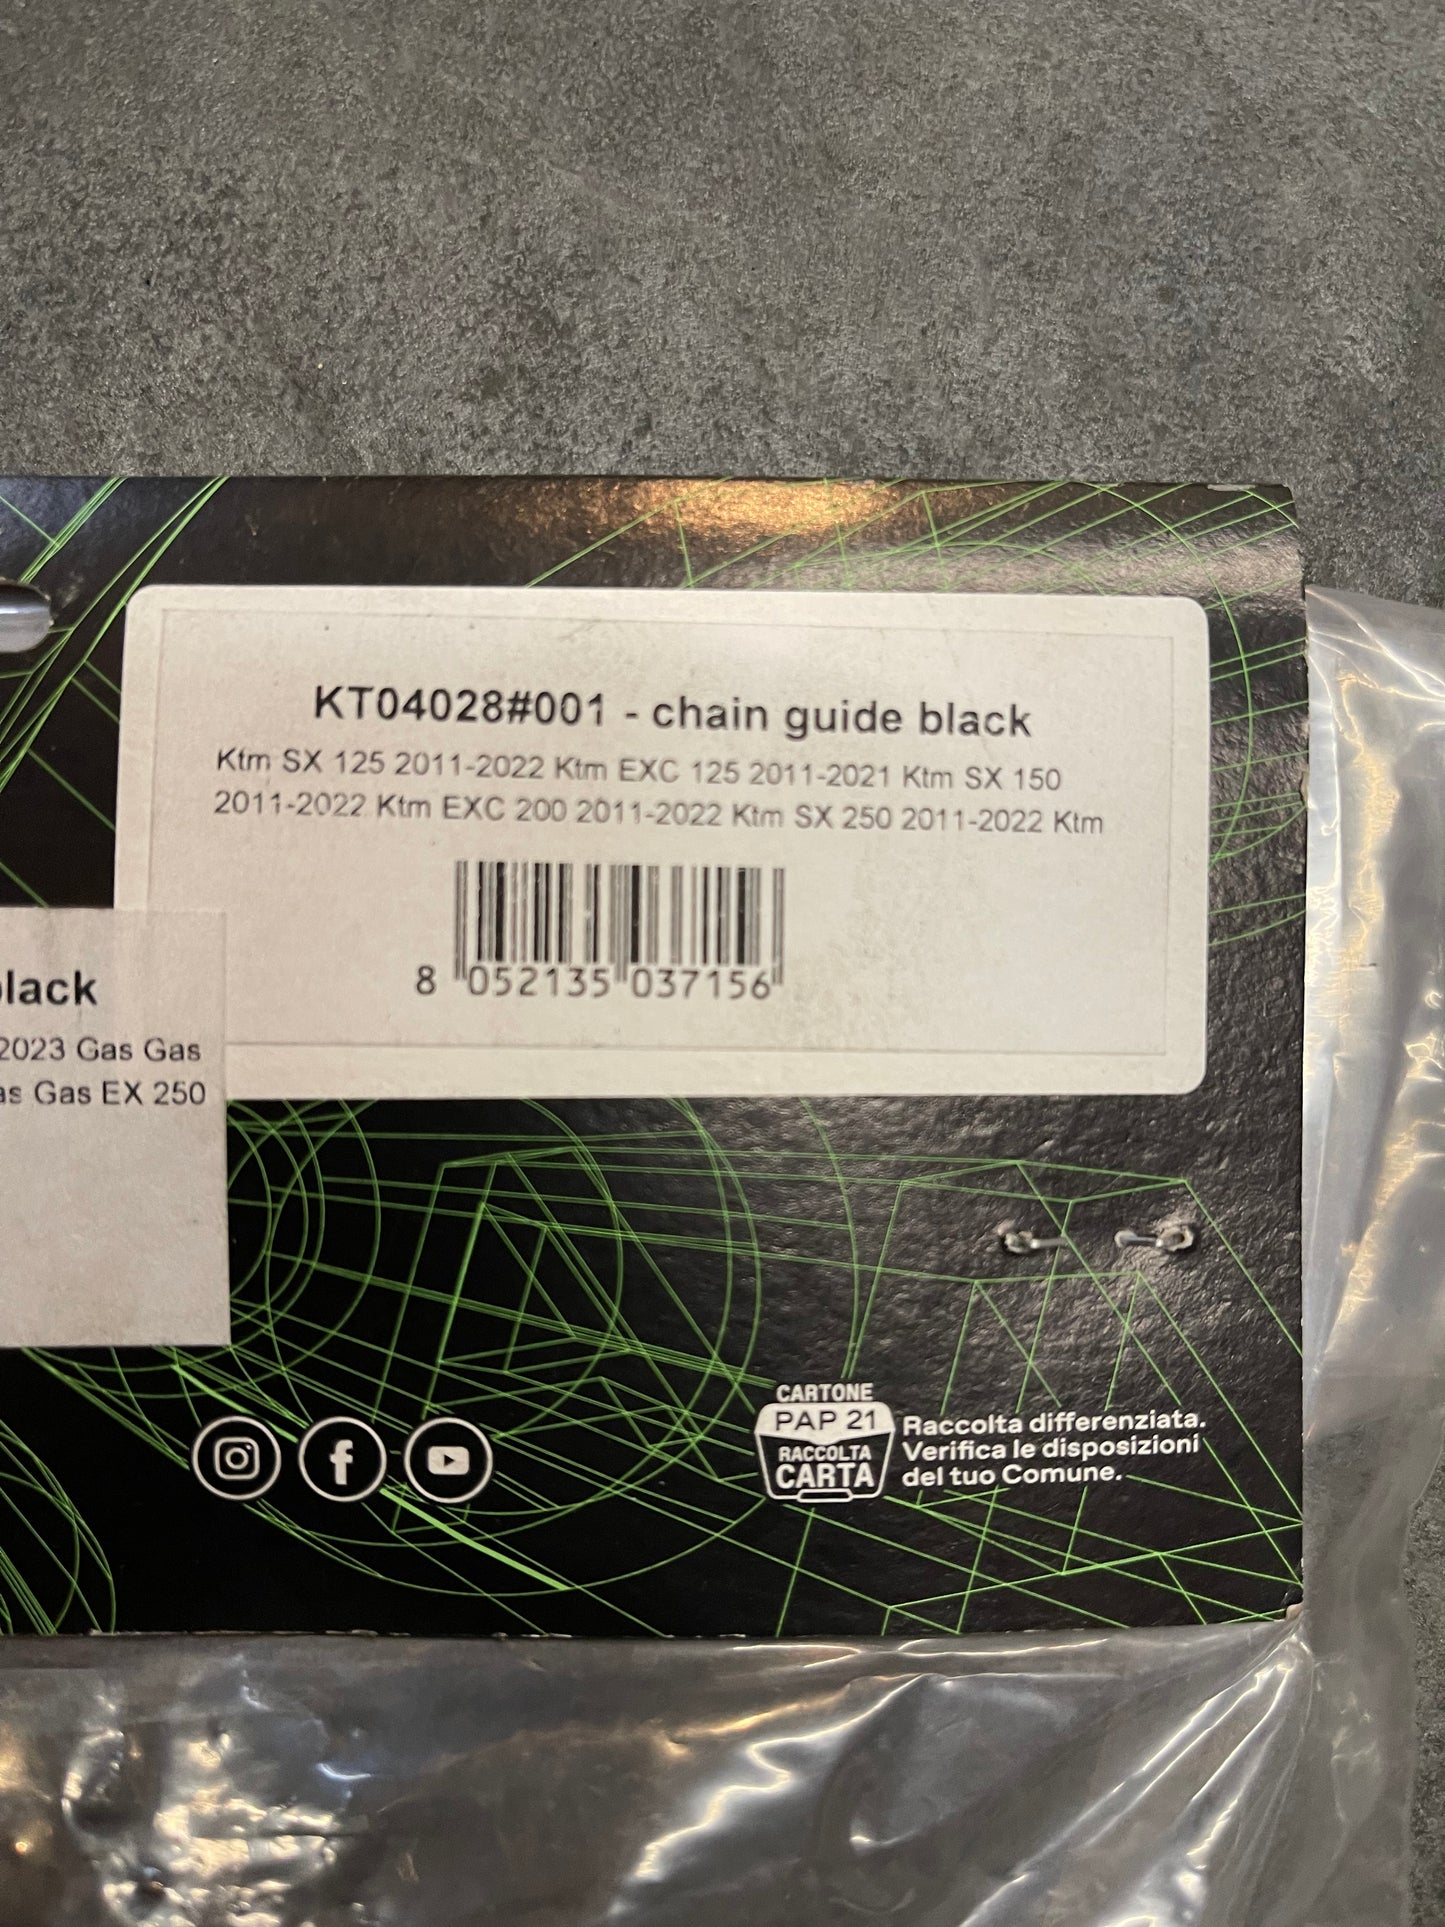 KT04028#001 - chain guide black
Ktm SX 125 2011-2022 Ktm EXC 125 2011-2021 Ktm SX 150
2011-2022 Ktm EXC 200 2011-2022 Ktm SX 250 2011-2022 Ktm
8 052135 037156
black
2023 Gas Gas
as Gas EX 250
CARTONE
PAP 21
RACCOLTA
CARTA
Raccolta differenziata.
Verifica le disposizioni
del tuo Comune.